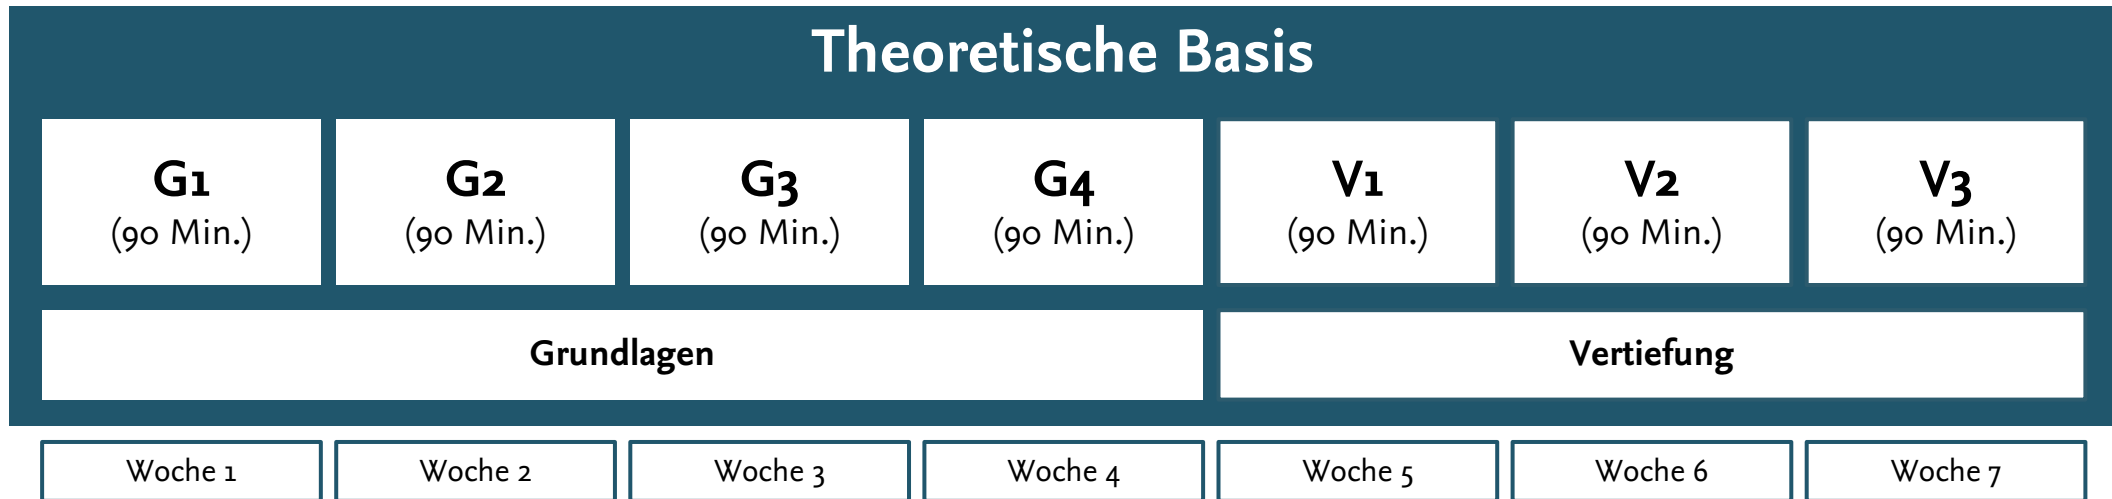 Theoretische Basis
G1 G2 G3 G4 V1 V2 V3
(90 Min.) (90 Min.) (90 Min.) (90 Min.) (90 Min.) (90 Min.) (90 Min.)
Grundlagen Vertiefung
Woche 1 Woche 2 Woche 3 Woche 4 Woche 5 Woche 6 Woche 7